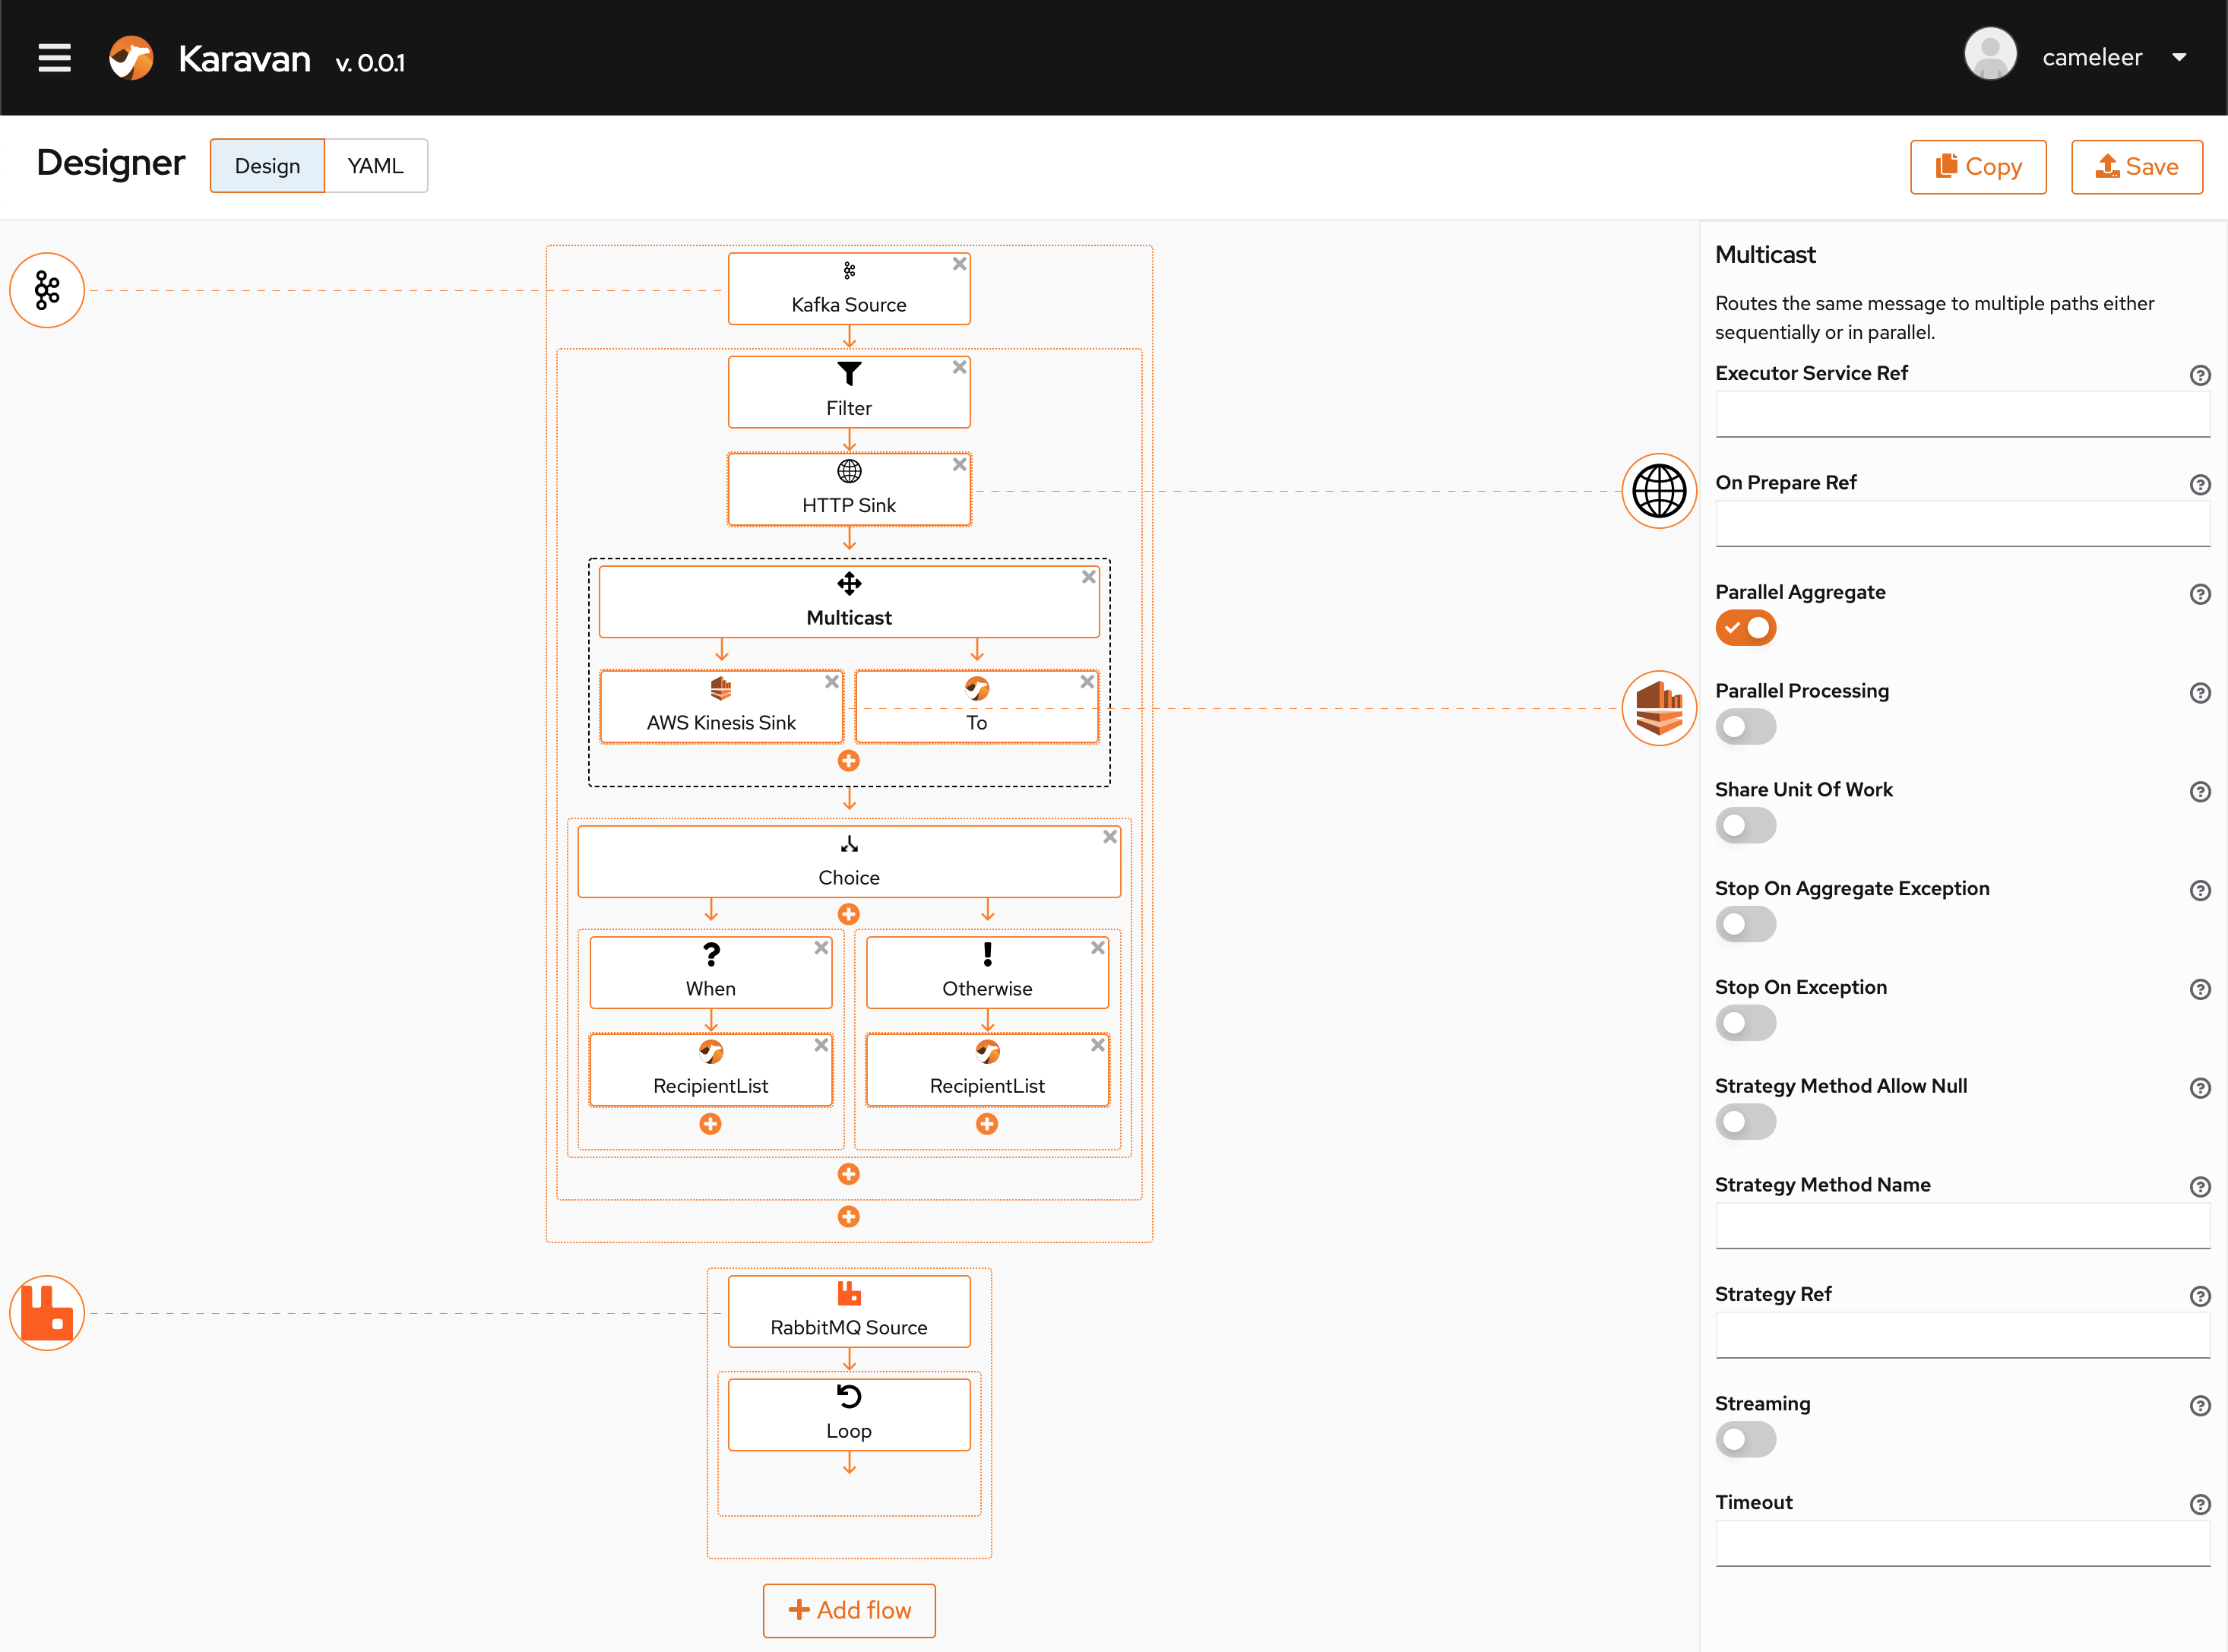 Karavan v. 0.0.1
cameleer
Designer
Design
YAML
Copy
Save
Kafka Source
Filter
HTTP Sink
Multicast
AWS Kinesis Sink
To
Choice
When
Otherwise
RecipientList
RecipientList
RabbitMQ Source
Loop
Add flow
Multicast
Routes the same message to multiple paths either
sequentially or in parallel.
Executor Service Ref
On Prepare Ref
Parallel Aggregate
Parallel Processing
Share Unit Of Work
Stop On Aggregate Exception
Stop On Exception
Strategy Method Allow Null
Strategy Method Name
Strategy Ref
Streaming
Timeout